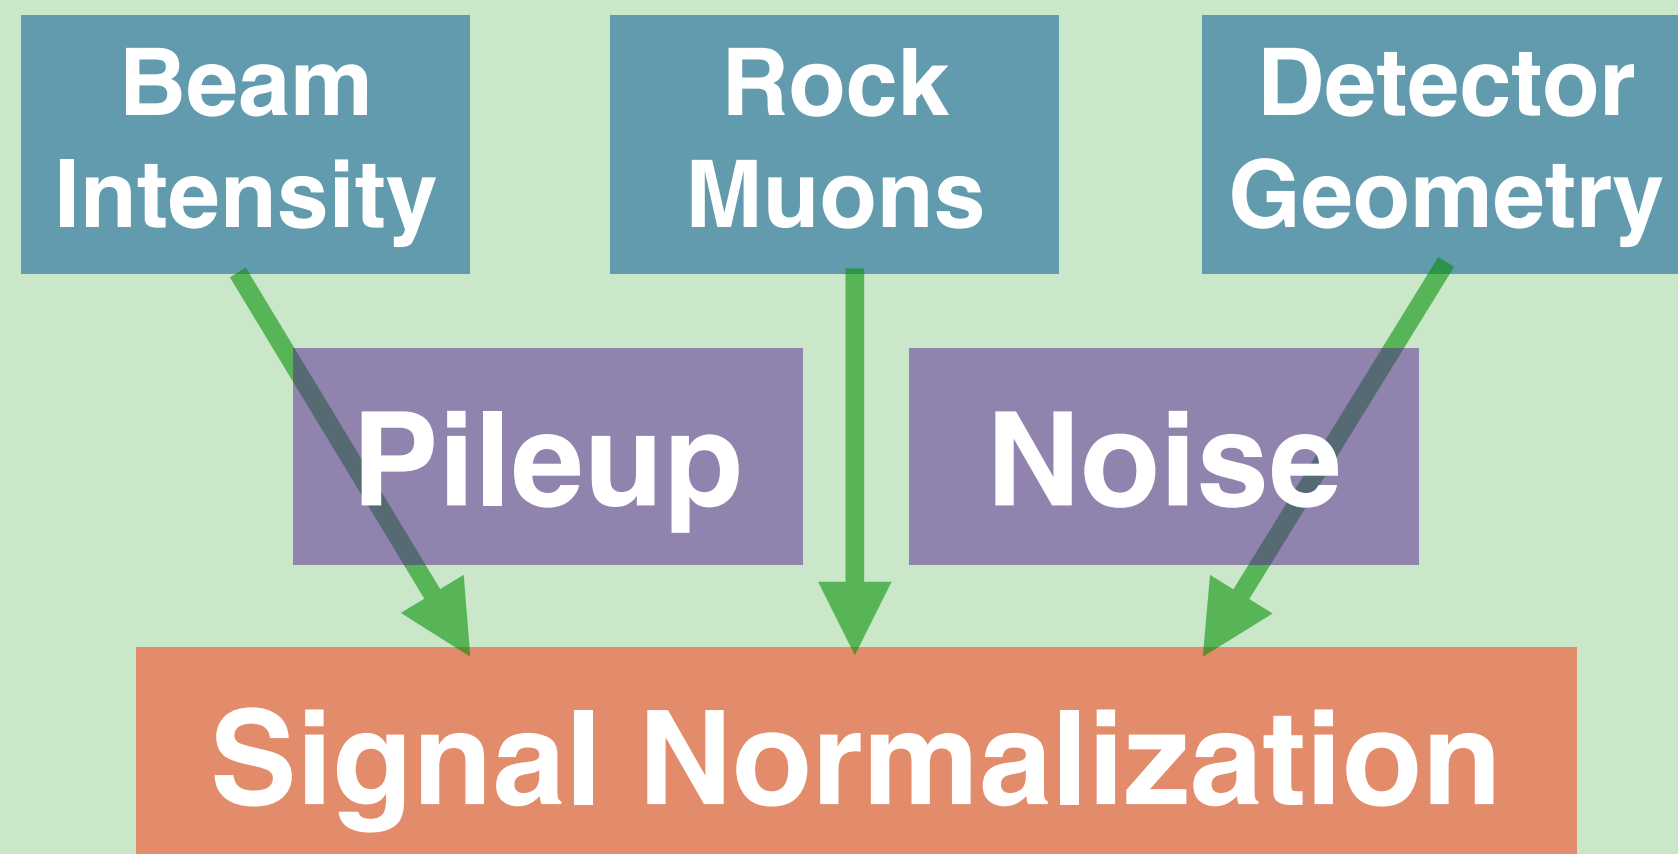 Beam
Intensity
Rock
Muons
Detector
Geometry
Pileup
Noise
Signal Normalization